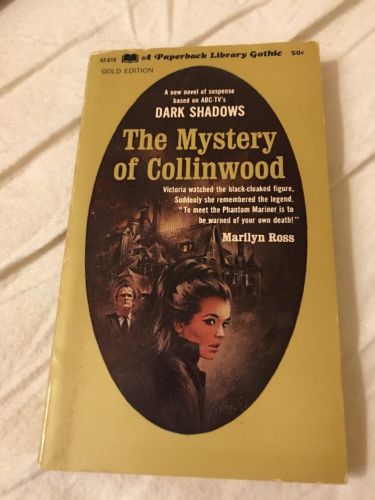 52-610
A Paperback Library Gothic
50¢
GOLD EDITION
A new novel of suspense
based on ABC-TV's
DARK SHADOWS
The Mystery
of Collinwood
Victoria watched the black-cloaked figure.
Suddenly she remembered the legend.
"To meet the Phantom Mariner is to
be warned of your own death!"
Marilyn Ross